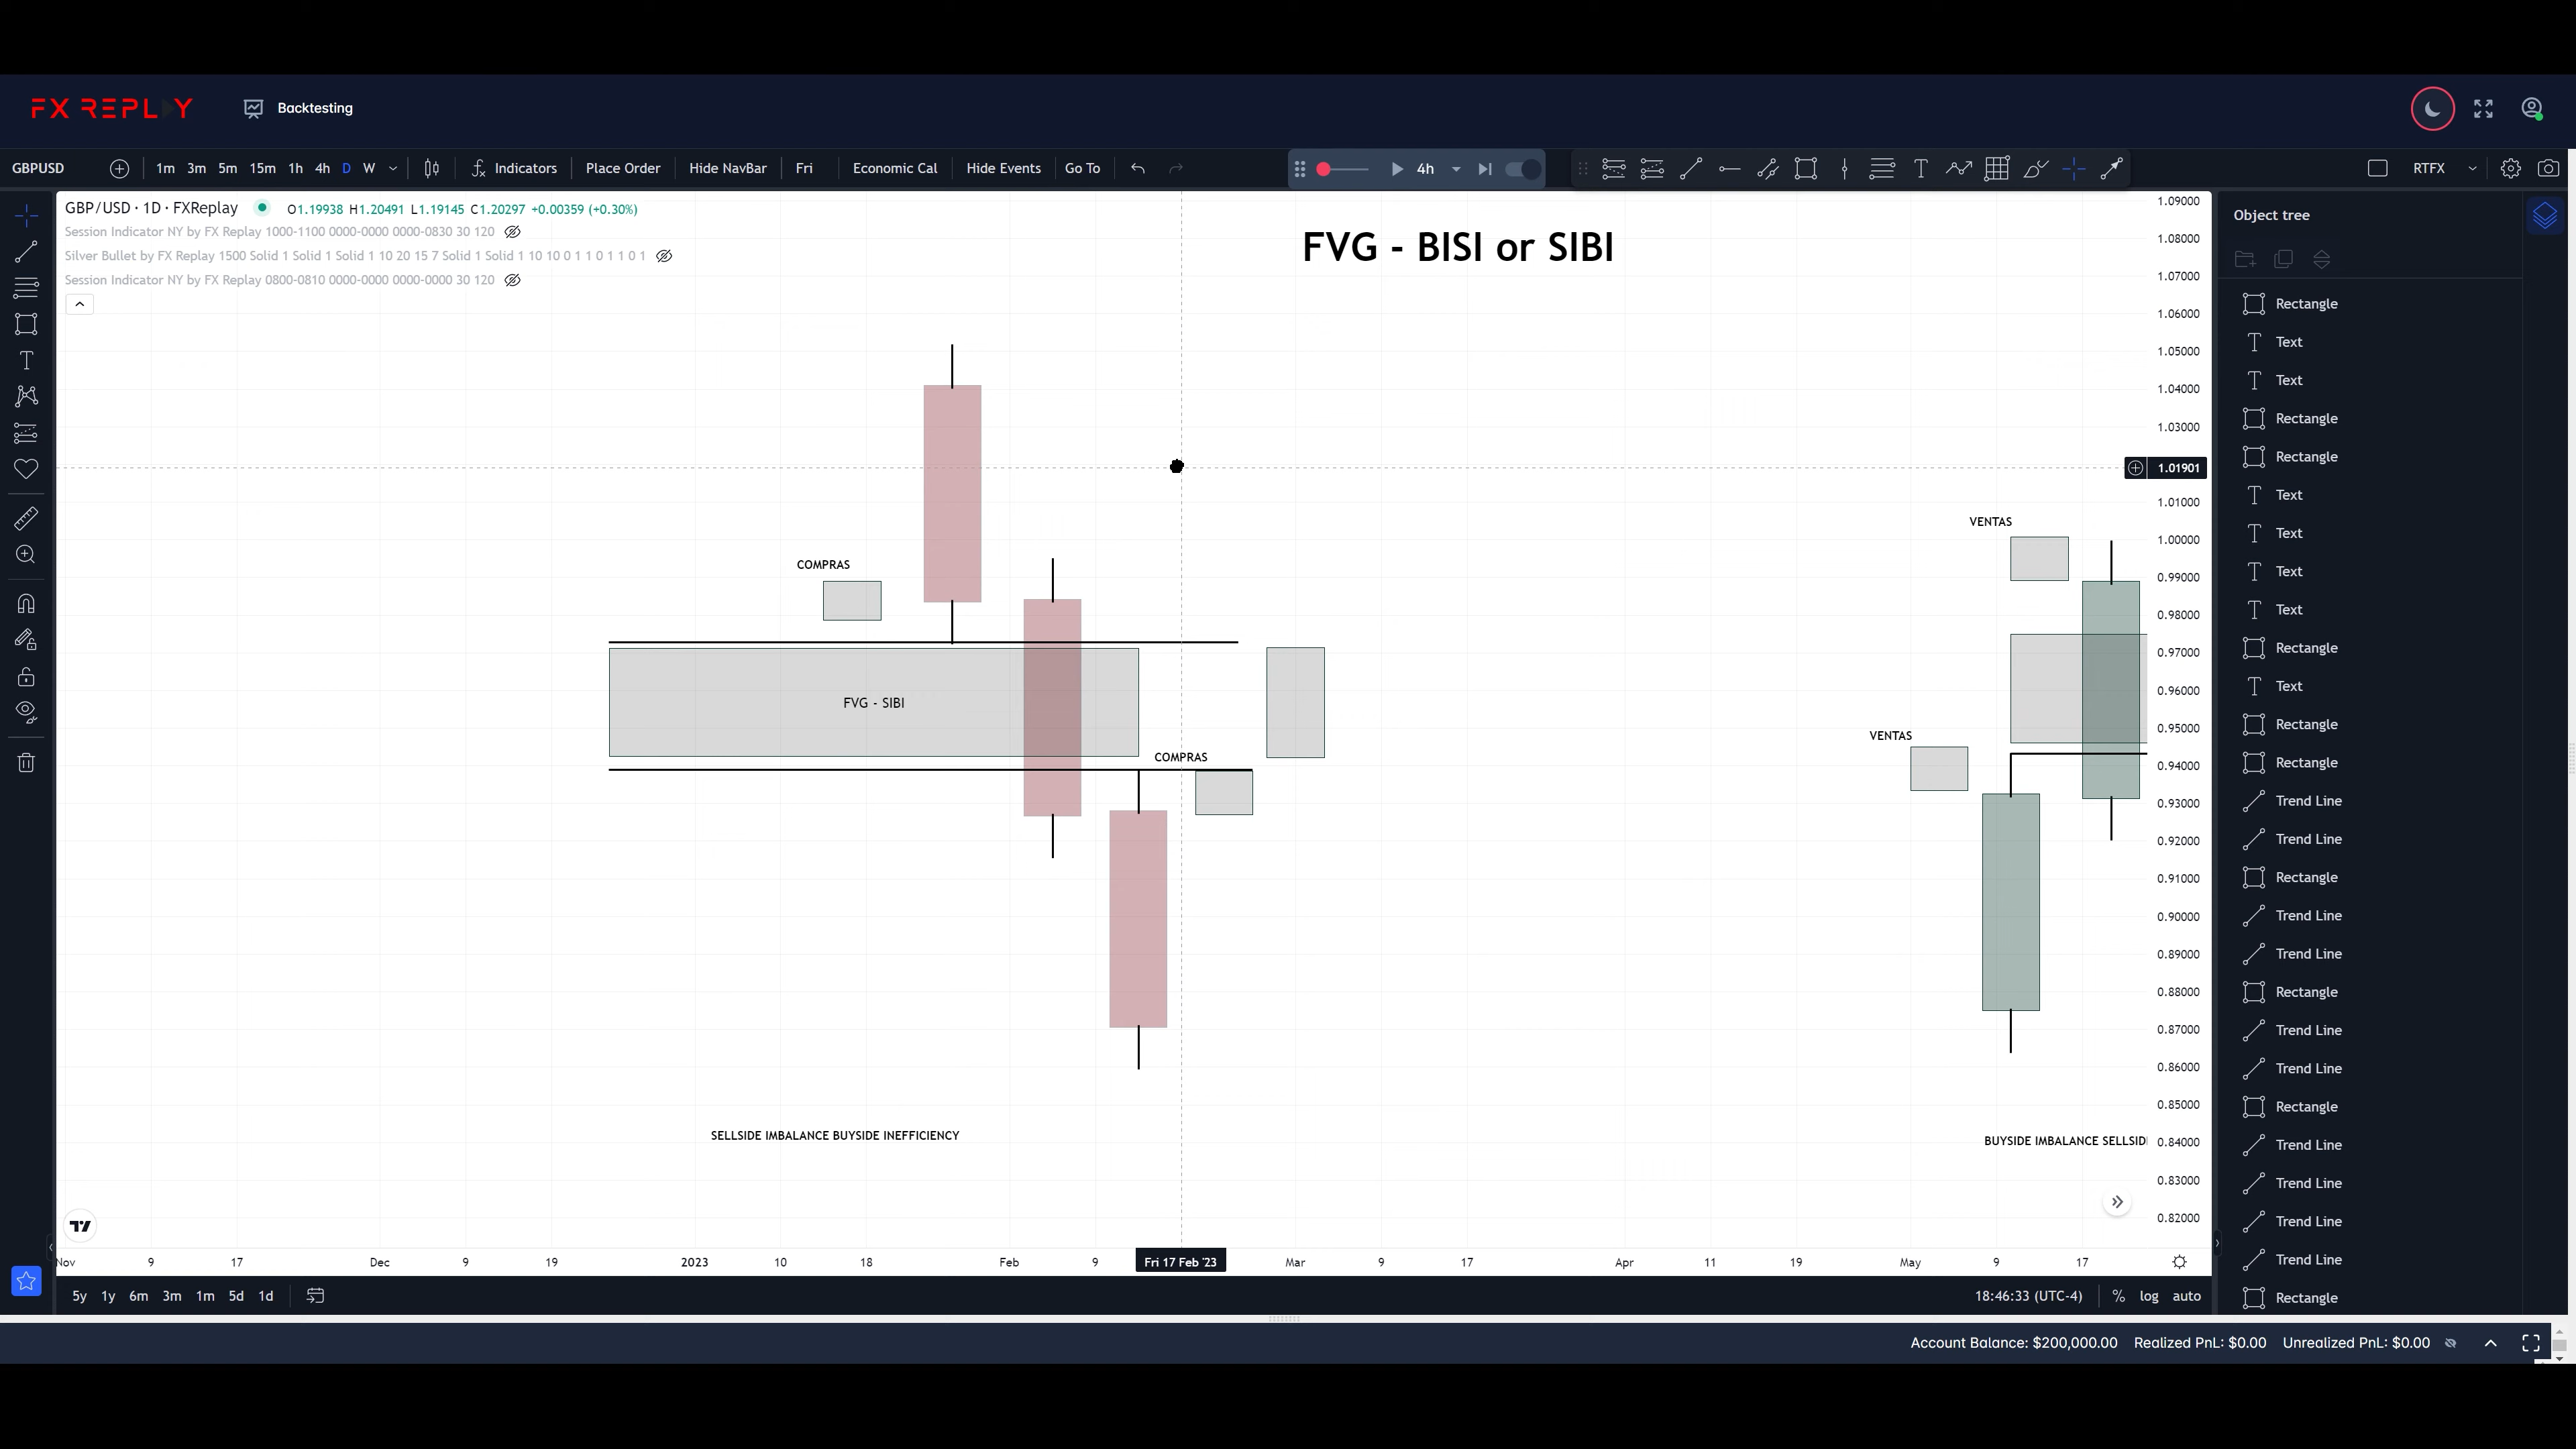 FX REPLAY
Backtesting
GBPUSD 1m 3m 5m 15m 1h 4h D W Indicators Place Order Hide NavBar Fri Economic Cal Hide Events Go To 4h RTFX
GBP/USD · 1D · FXReplay O1.19938 H1.20491 L1.19145 C1.20297 +0.00359 (+0.30%)
Session Indicator NY by FX Replay 1000-1100 0000-0000 0000-0830 30 120
Silver Bullet by FX Replay 1500 Solid 1 Solid 1 Solid 1 10 20 15 7 Solid 1 Solid 1 10 10 0 1 1 0 1 1 0 1
Session Indicator NY by FX Replay 0800-0810 0000-0000 0000-0000 30 120
FVG - BISI or SIBI
COMPRAS
FVG - SIBI
COMPRAS
SELLSIDE IMBALANCE BUYSIDE INEFFICIENCY
VENTAS
VENTAS
BUYSIDE IMBALANCE SELLSID
1.09000
1.08000
1.07000
1.06000
1.05000
1.04000
1.03000
1.01901
1.01000
1.00000
0.99000
0.98000
0.97000
0.96000
0.95000
0.94000
0.93000
0.92000
0.91000
0.90000
0.89000
0.88000
0.87000
0.86000
0.85000
0.84000
0.83000
0.82000
Nov 9 17 Dec 9 19 2023 10 18 Feb 9 Fri 17 Feb '23 Mar 9 17 Apr 11 19 May 9 17
5y 1y 6m 3m 1m 5d 1d 18:46:33 (UTC-4) % log auto
Object tree
Rectangle
Text
Text
Rectangle
Rectangle
Text
Text
Text
Text
Rectangle
Text
Rectangle
Rectangle
Trend Line
Trend Line
Rectangle
Trend Line
Trend Line
Rectangle
Trend Line
Trend Line
Rectangle
Trend Line
Trend Line
Trend Line
Trend Line
Rectangle
Account Balance: $200,000.00 Realized PnL: $0.00 Unrealized PnL: $0.00